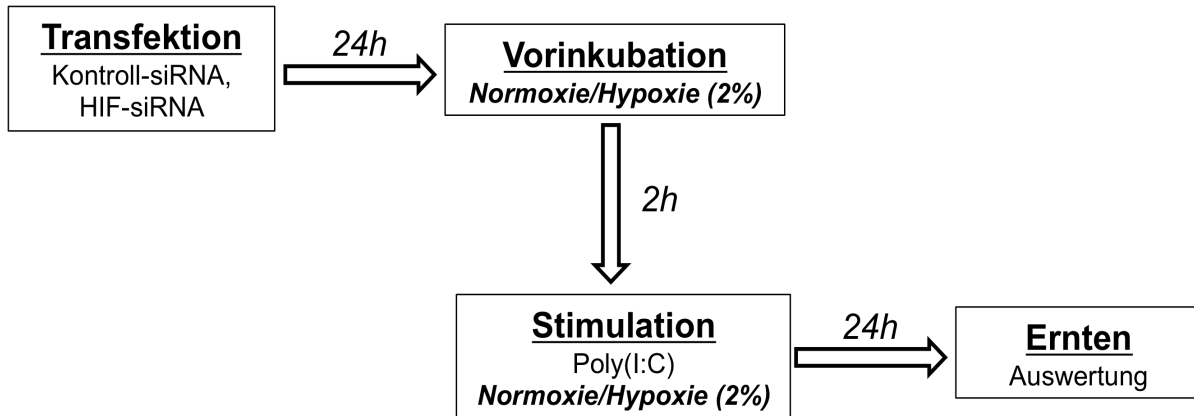 Transfektion
Kontroll-siRNA,
HIF-siRNA
24h
Vorinkubation
Normoxie/Hypoxie (2%)
2h
Stimulation
Poly(I:C)
Normoxie/Hypoxie (2%)
24h
Ernten
Auswertung